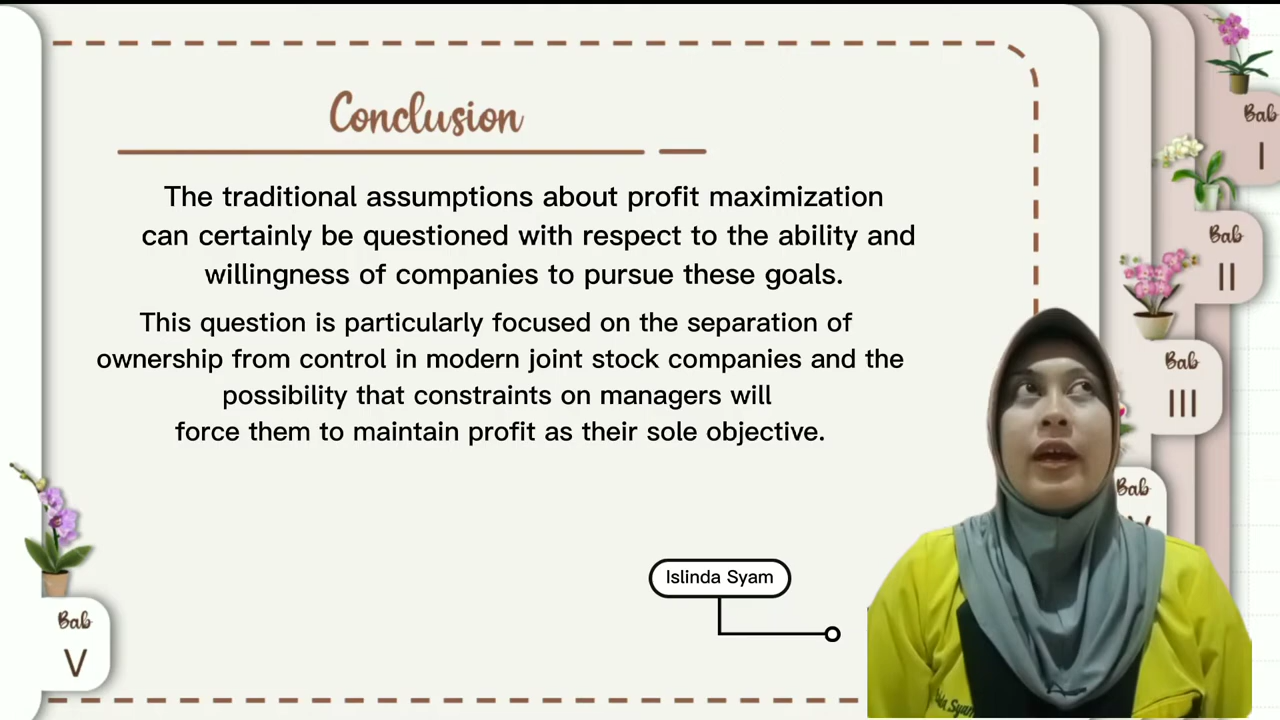 Conclusion
The traditional assumptions about profit maximization
can certainly be questioned with respect to the ability and
willingness of companies to pursue these goals.
This question is particularly focused on the separation of
ownership from control in modern joint stock companies and the
possibility that constraints on managers will
force them to maintain profit as their sole objective.
Islinda Syam
Bab
I
Bab
II
Bab
III
Bab
Bab
V